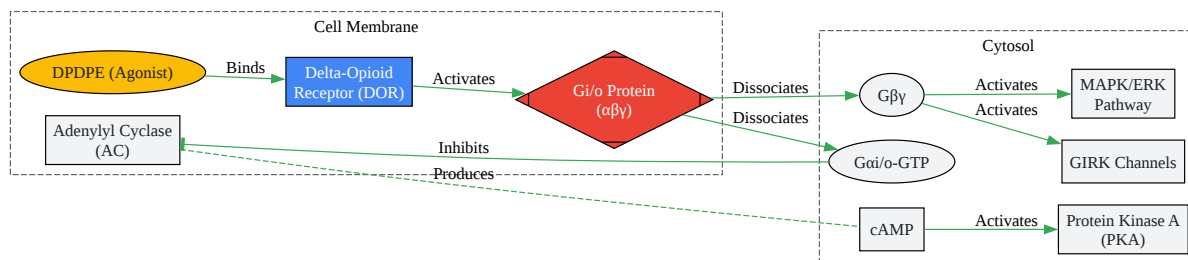 Cell Membrane
Cytosol
DPDPE (Agonist)
Binds
Delta-Opioid
Receptor (DOR)
Activates
Gi/o Protein
(αβγ)
Dissociates
Gβγ
Activates
MAPK/ERK
Pathway
Activates
Dissociates
Adenylyl Cyclase
(AC)
Inhibits
Gαi/o-GTP
GIRK Channels
Produces
cAMP
Activates
Protein Kinase A
(PKA)